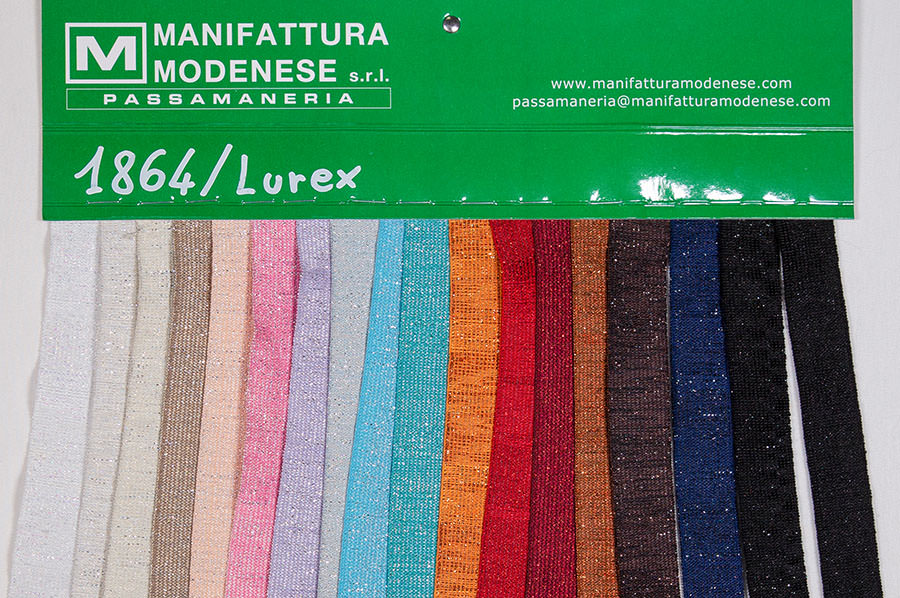 M
MANIFATTURA
MODENESE s.r.l.
PASSAMANERIA
www.manifatturamodenese.com
passamaneria@manifatturamodenese.com
1864/Lurex